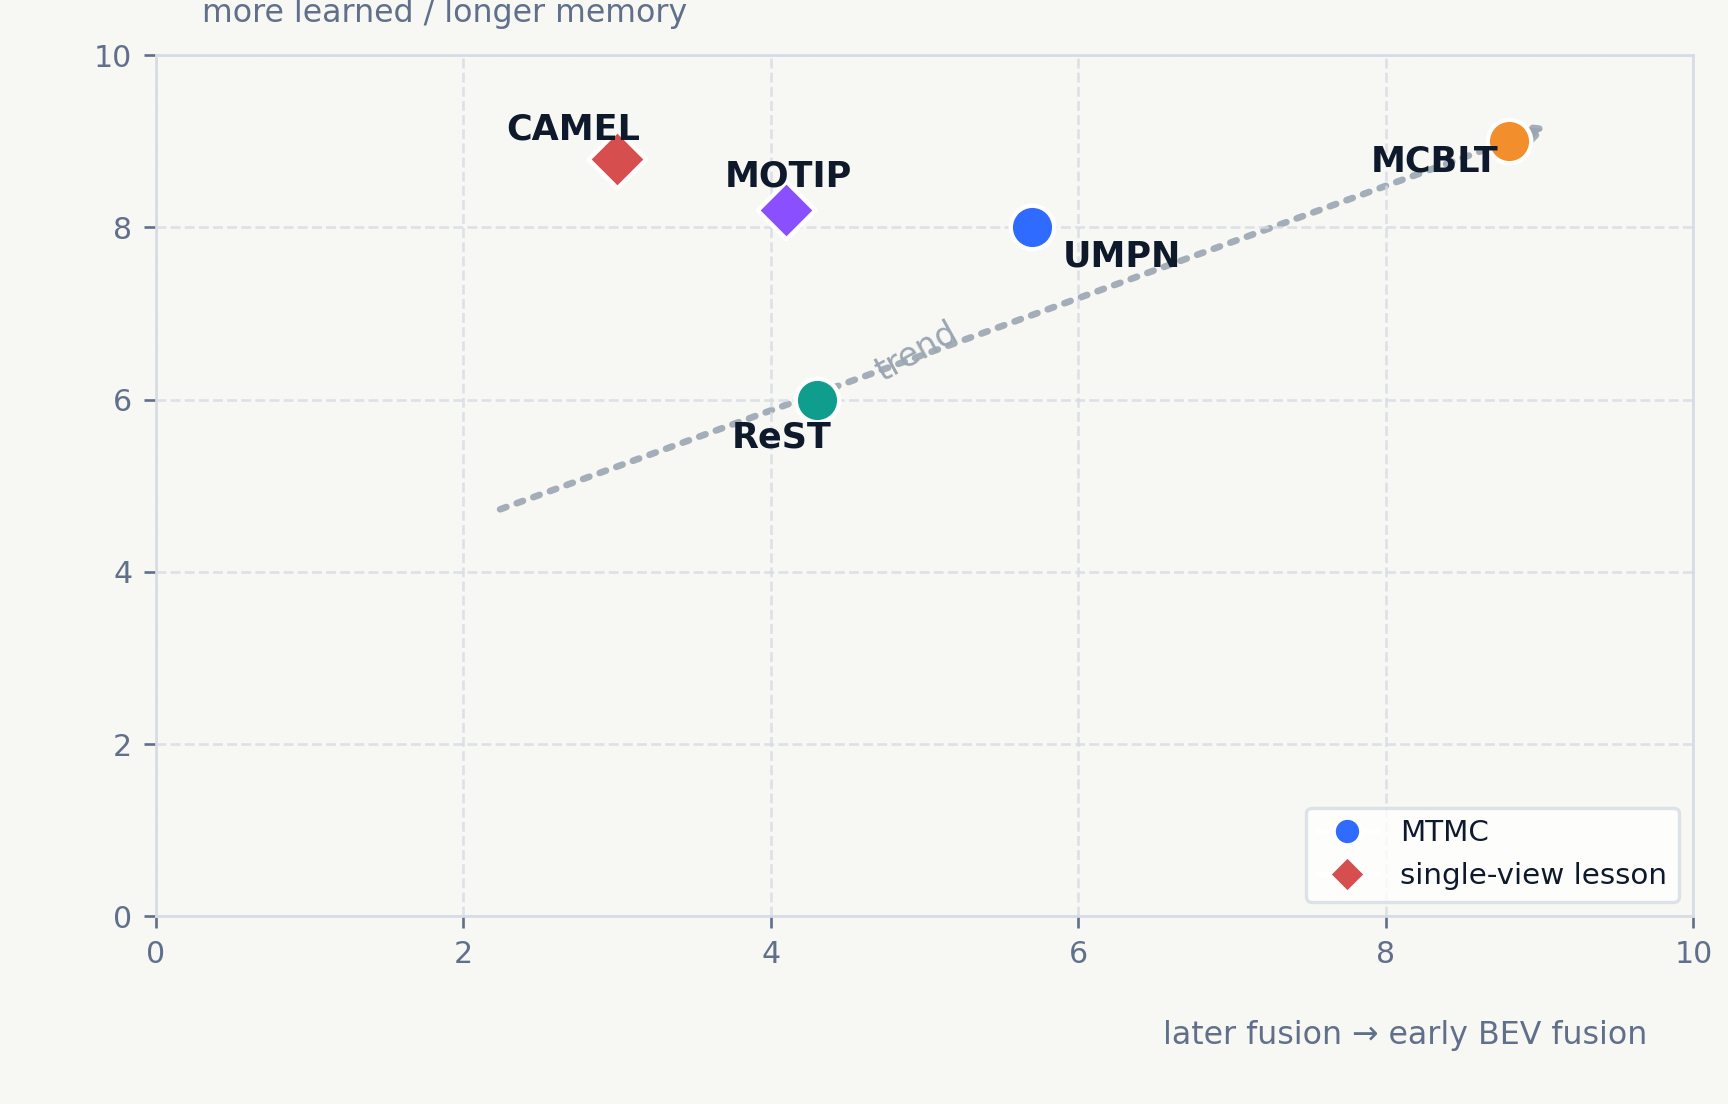 more learned / longer memory
10
CAMEL
MOTIP
MCBLT
8
UMPN
trend
6
ReST
4
2
MTMC
single-view lesson
0
0 2 4 6 8 10
later fusion → early BEV fusion